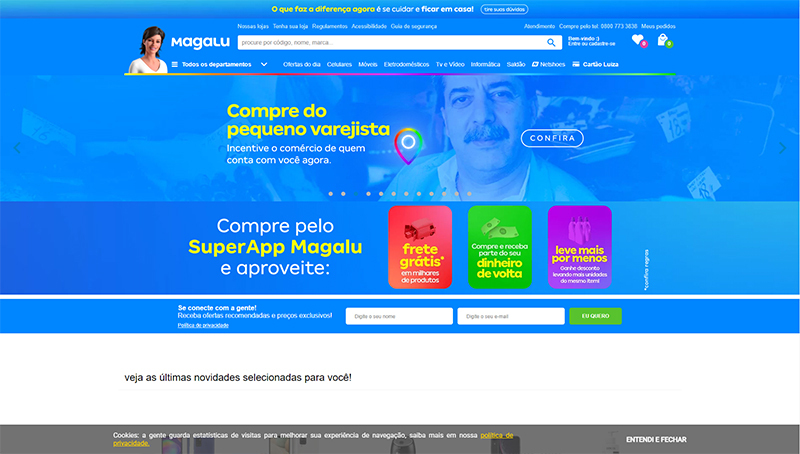 O que faz a diferença agora é se cuidar e ficar em casa! tire suas dúvidas
Nossas lojas Tenha sua loja Regulamentos Acessibilidade Guia de segurança Atendimento Compre pelo tel 0800 773 3838 Meus pedidos
Magalu
procure por código, nome, marca...
Bem-vindo :)
Entre ou cadastre-se
0
0
Todos os departamentos Ofertas do dia Celulares Móveis Eletrodomésticos Tv e Vídeo Informática Saldão Netshoes Cartão Luiza
Compre do
pequeno varejista
Incentive o comércio de quem
conta com você agora.
CONFIRA
Compre pelo
SuperApp Magalu
e aproveite:
frete
grátis*
em milhares
de produtos
Compre e receba
parte do seu
dinheiro
de volta
leve mais
por menos
Ganhe desconto
levando mais unidades
do mesmo item!
*confira regras
Se conecte com a gente!
Receba ofertas recomendadas e preços exclusivos!
Política de privacidade
Digite o seu nome
Digite o seu e-mail
EU QUERO
veja as últimas novidades selecionadas para você!
Cookies: a gente guarda estatísticas de visitas para melhorar sua experiência de navegação, saiba mais em nossa política de
privacidade.
ENTENDI E FECHAR